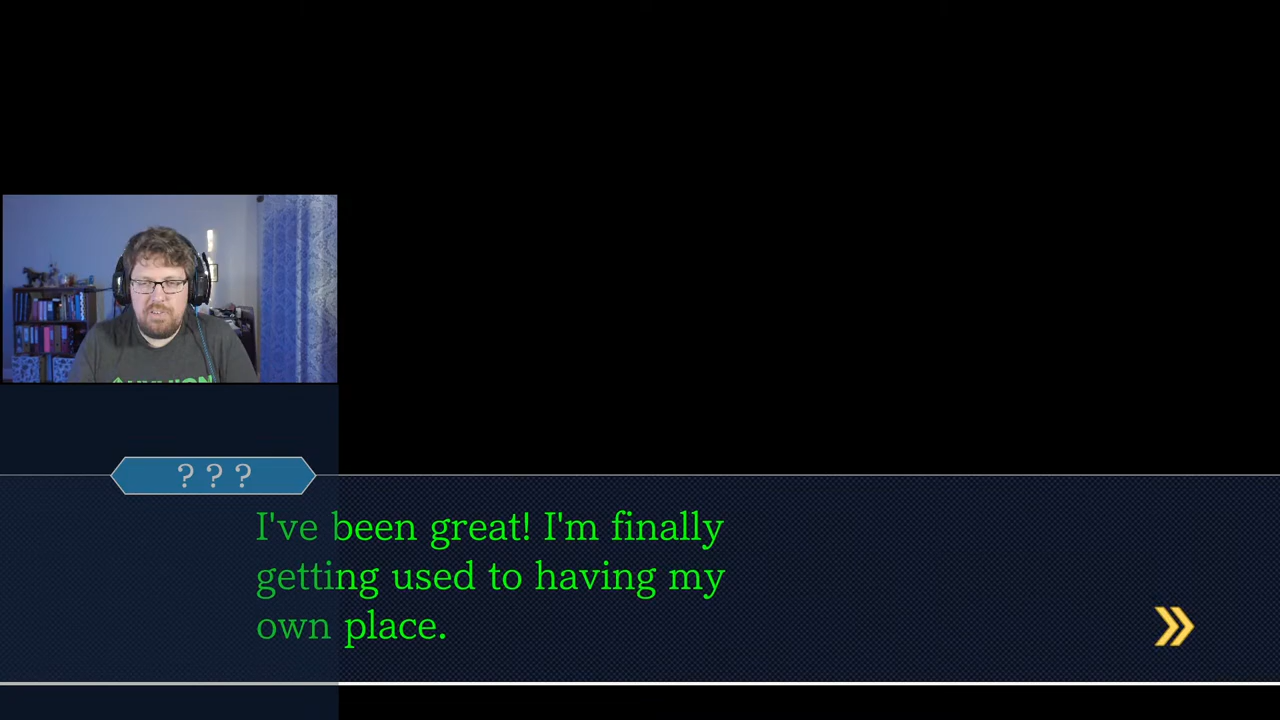 ? ? ?
I've been great! I'm finally
getting used to having my
own place.